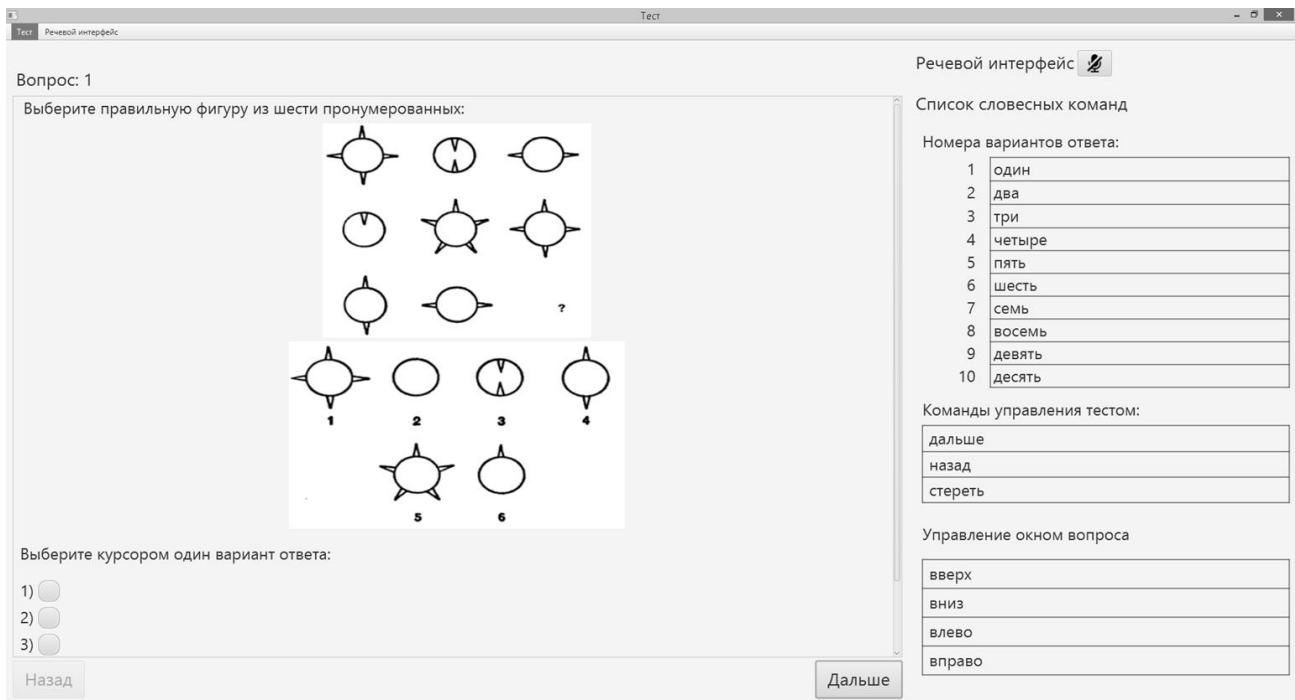 Тест
Тест Речевой интерфейс
Вопрос: 1
Выберите правильную фигуру из шести пронумерованных:
?
1 2 3 4
5 6
Выберите курсором один вариант ответа:
1)
2)
3)
Назад Дальше
Речевой интерфейс
Список словесных команд
Номера вариантов ответа:
1 один
2 два
3 три
4 четыре
5 пять
6 шесть
7 семь
8 восемь
9 девять
10 десять
Команды управления тестом:
дальше
назад
стереть
Управление окном вопроса
вверх
вниз
влево
вправо